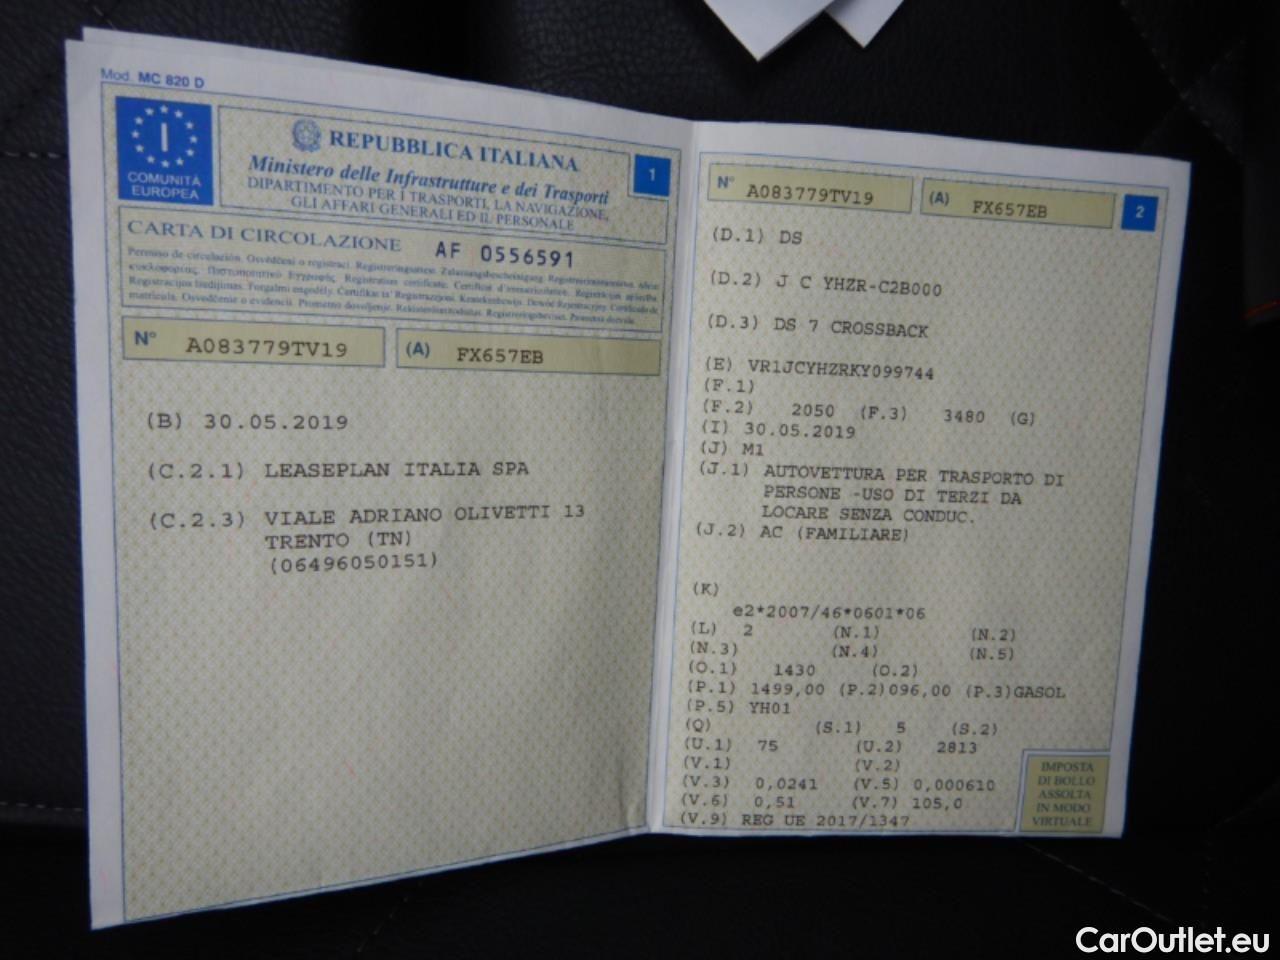 Mod. MC 820 D
I
COMUNITÀ
EUROPEA
REPUBBLICA ITALIANA
Ministero delle Infrastrutture e dei Trasporti
DIPARTIMENTO PER I TRASPORTI, LA NAVIGAZIONE,
GLI AFFARI GENERALI ED IL PERSONALE
1
CARTA DI CIRCOLAZIONE AF 0556591
Permiso de circulación. Osvědčení o registraci. Registreringsattest. Zulassungsbescheinigung.
N° A083779TV19 (A) FX657EB
(B) 30.05.2019
(C.2.1) LEASEPLAN ITALIA SPA
(C.2.3) VIALE ADRIANO OLIVETTI 13
TRENTO (TN)
(06496050151)
N° A083779TV19 (A) FX657EB 2
(D.1) DS
(D.2) J C YHZR-C2B000
(D.3) DS 7 CROSSBACK
(E) VR1JCYHZRKY099744
(F.1)
(F.2) 2050 (F.3) 3480 (G)
(I) 30.05.2019
(J) M1
(J.1) AUTOVETTURA PER TRASPORTO DI
PERSONE -USO DI TERZI DA
LOCARE SENZA CONDUC.
(J.2) AC (FAMILIARE)
(K)
e2*2007/46*0601*06
(L) 2 (N.1) (N.2)
(N.3) (N.4) (N.5)
(O.1) 1430 (O.2)
(P.1) 1499,00 (P.2)096,00 (P.3)GASOL
(P.5) YH01
(Q) (S.1) 5 (S.2)
(U.1) 75 (U.2) 2813
(V.1) (V.2)
(V.3) 0,0241 (V.5) 0,000610
(V.6) 0,51 (V.7) 105,0
(V.9) REG UE 2017/1347
IMPOSTA
DI BOLLO
ASSOLTA
IN MODO
VIRTUALE
CarOutlet.eu